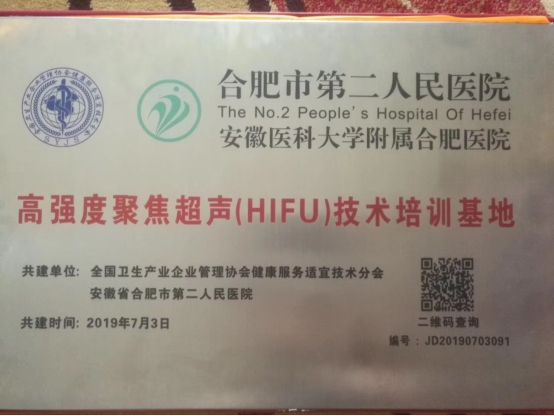 合肥市第二人民医院
The No.2 People's Hospital Of Hefei
安徽医科大学附属合肥医院
高强度聚焦超声(HIFU)技术培训基地
共建单位: 全国卫生产业企业管理协会健康服务适宜技术分会
安徽省合肥市第二人民医院
共建时间: 2019年7月3日
二维码查询
编号: JD20190703091